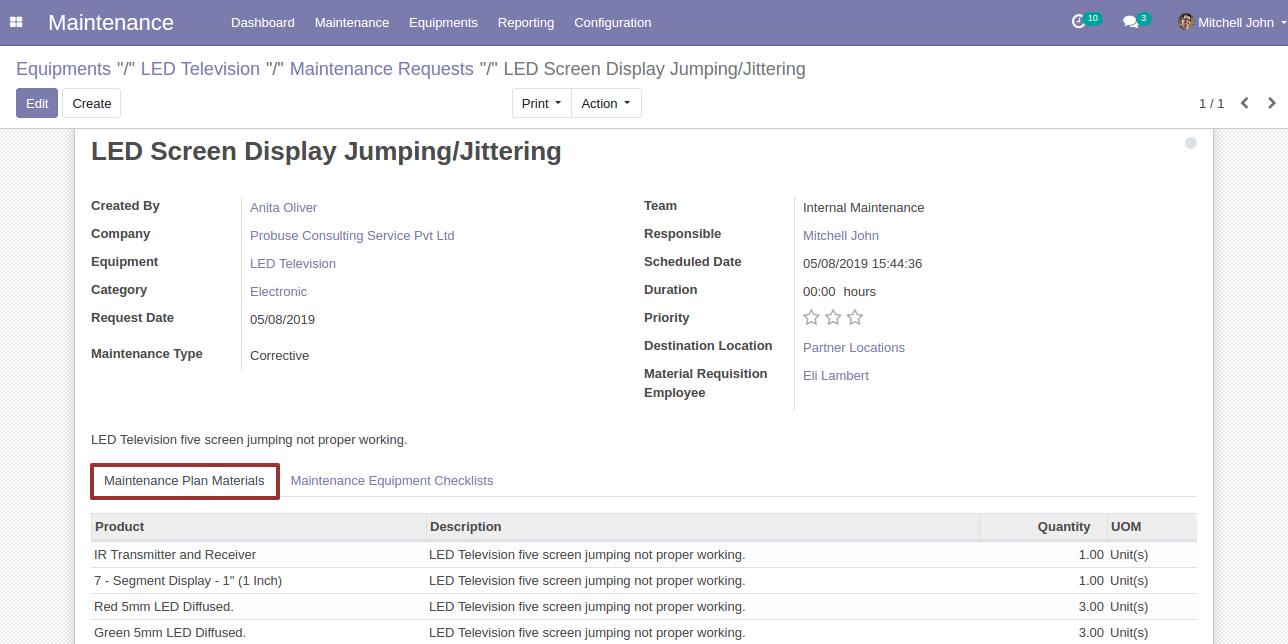 Maintenance Dashboard Maintenance Equipments Reporting Configuration 10 3 Mitchell John
Equipments "/" LED Television "/" Maintenance Requests "/" LED Screen Display Jumping/Jittering
Edit Create Print Action 1 / 1
LED Screen Display Jumping/Jittering
Created By Anita Oliver
Company Probuse Consulting Service Pvt Ltd
Equipment LED Television
Category Electronic
Request Date 05/08/2019
Maintenance Type Corrective
Team Internal Maintenance
Responsible Mitchell John
Scheduled Date 05/08/2019 15:44:36
Duration 00:00 hours
Priority
Destination Location Partner Locations
Material Requisition Eli Lambert
Employee
LED Television five screen jumping not proper working.
Maintenance Plan Materials Maintenance Equipment Checklists
Product Description Quantity UOM
IR Transmitter and Receiver LED Television five screen jumping not proper working. 1.00 Unit(s)
7 - Segment Display - 1" (1 Inch) LED Television five screen jumping not proper working. 1.00 Unit(s)
Red 5mm LED Diffused. LED Television five screen jumping not proper working. 3.00 Unit(s)
Green 5mm LED Diffused. LED Television five screen jumping not proper working. 3.00 Unit(s)